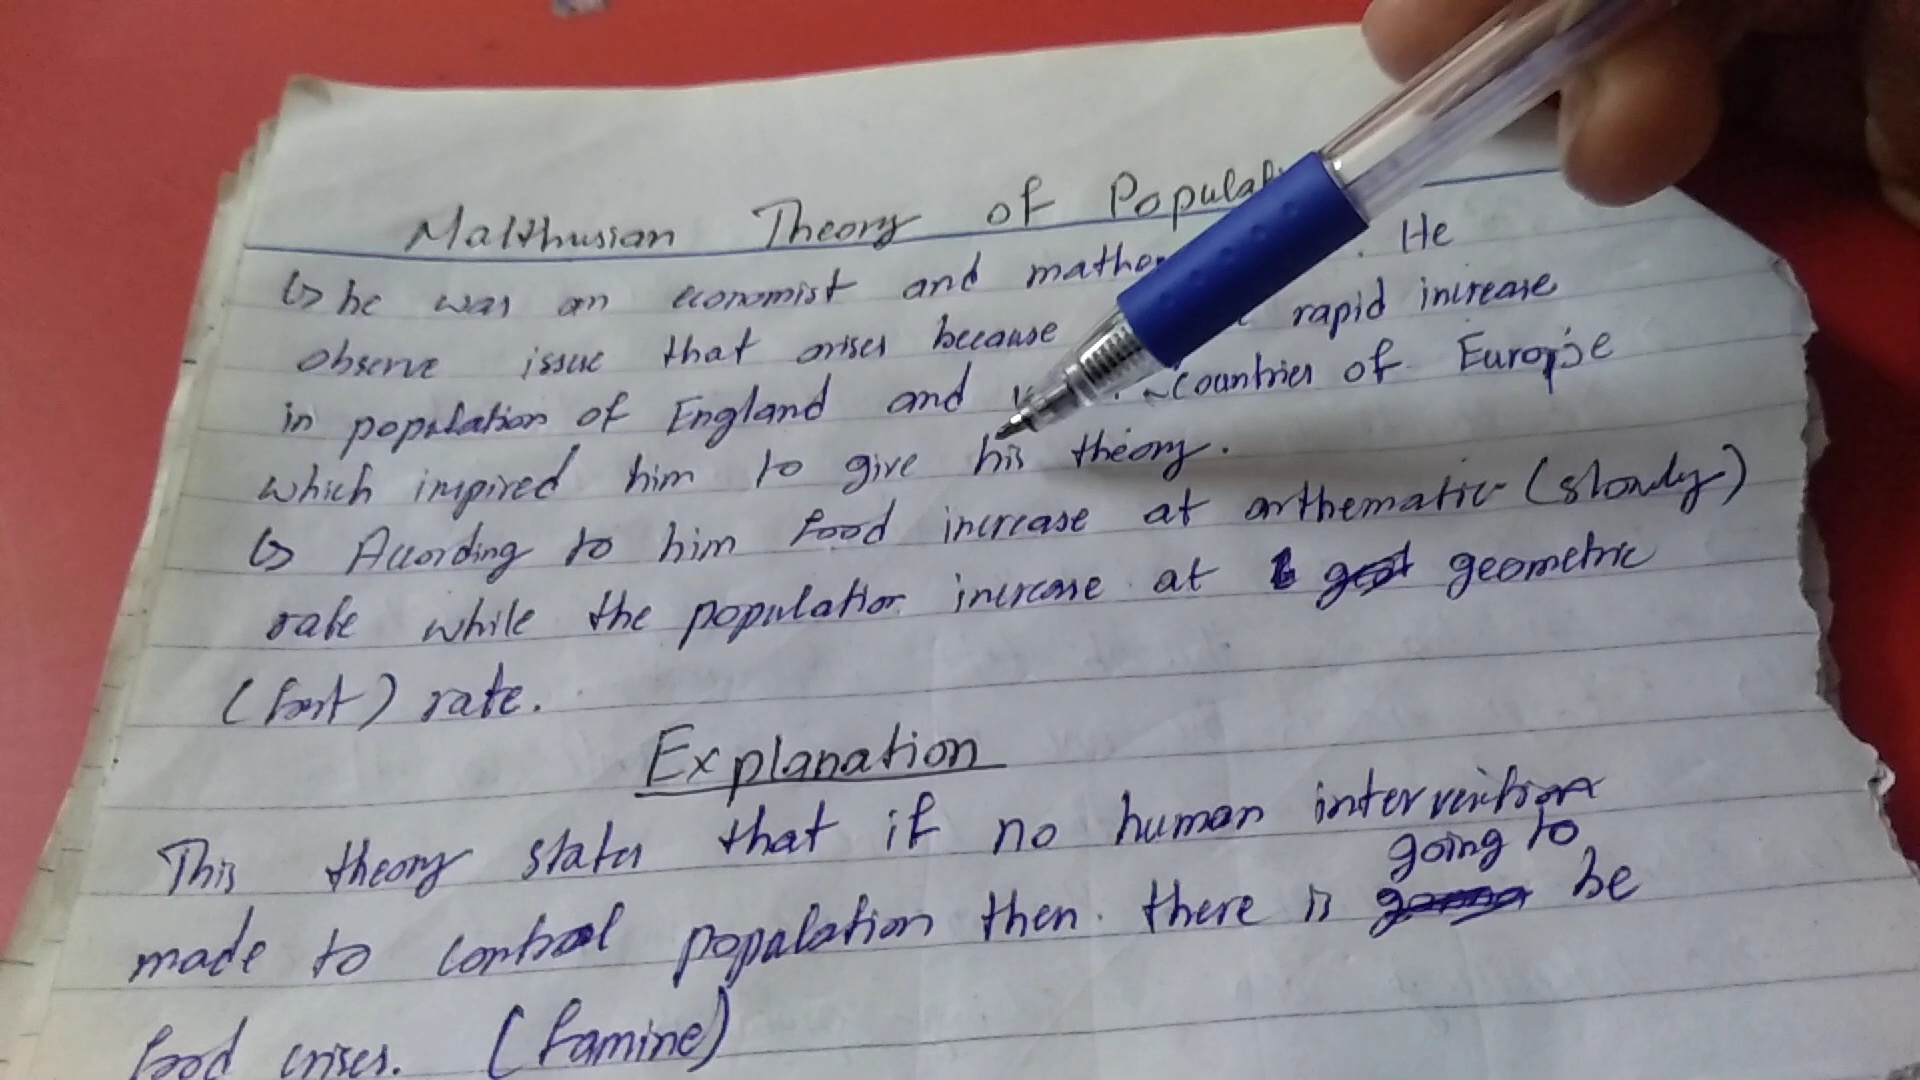 Malthusian Theory of Populat
↳ he was an economist and mathe . He
observe issue that arises because rapid increase
in population of England and countries of Europe
which inspired him to give his theory.
↳ According to him food increase at arthematic (slowly)
rate while the population increase at geometric
(fast) rate.
Explanation
This theory states that if no human intervention
going to
made to control population then there is be
food crises. (famine)